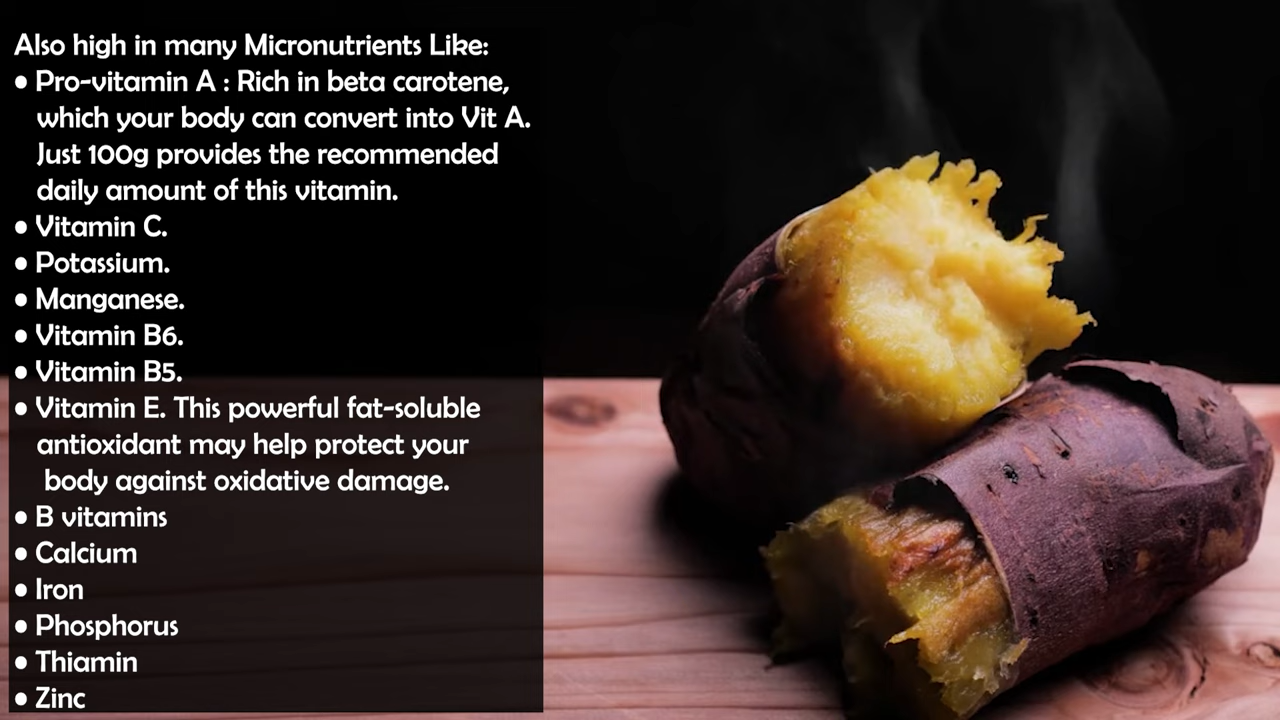 Also high in many Micronutrients Like:
• Pro-vitamin A : Rich in beta carotene,
which your body can convert into Vit A.
Just 100g provides the recommended
daily amount of this vitamin.
• Vitamin C.
• Potassium.
• Manganese.
• Vitamin B6.
• Vitamin B5.
• Vitamin E. This powerful fat-soluble
antioxidant may help protect your
body against oxidative damage.
• B vitamins
• Calcium
• Iron
• Phosphorus
• Thiamin
• Zinc